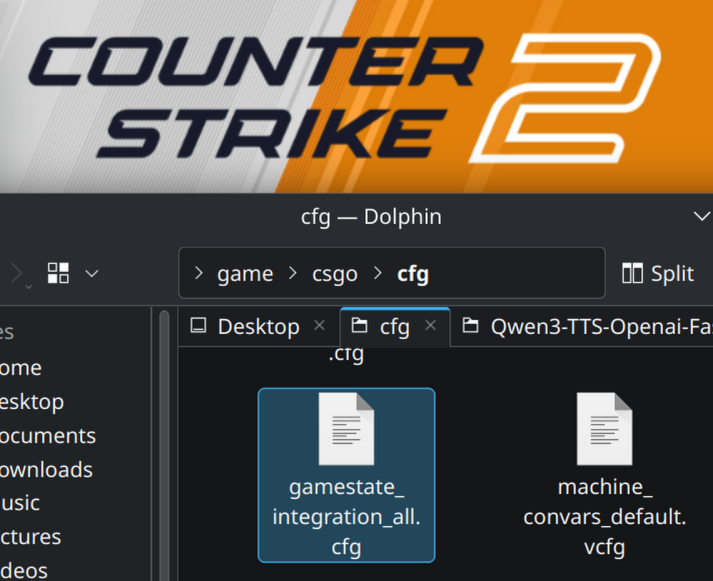 COUNTER
STRIKE 2
cfg — Dolphin
game > csgo > cfg
Split
es
Desktop
cfg
Qwen3-TTS-Openai-Fas
.cfg
ome
esktop
ocuments
ownloads
usic
ctures
deos
gamestate_
integration_all.
cfg
machine_
convars_default.
vcfg